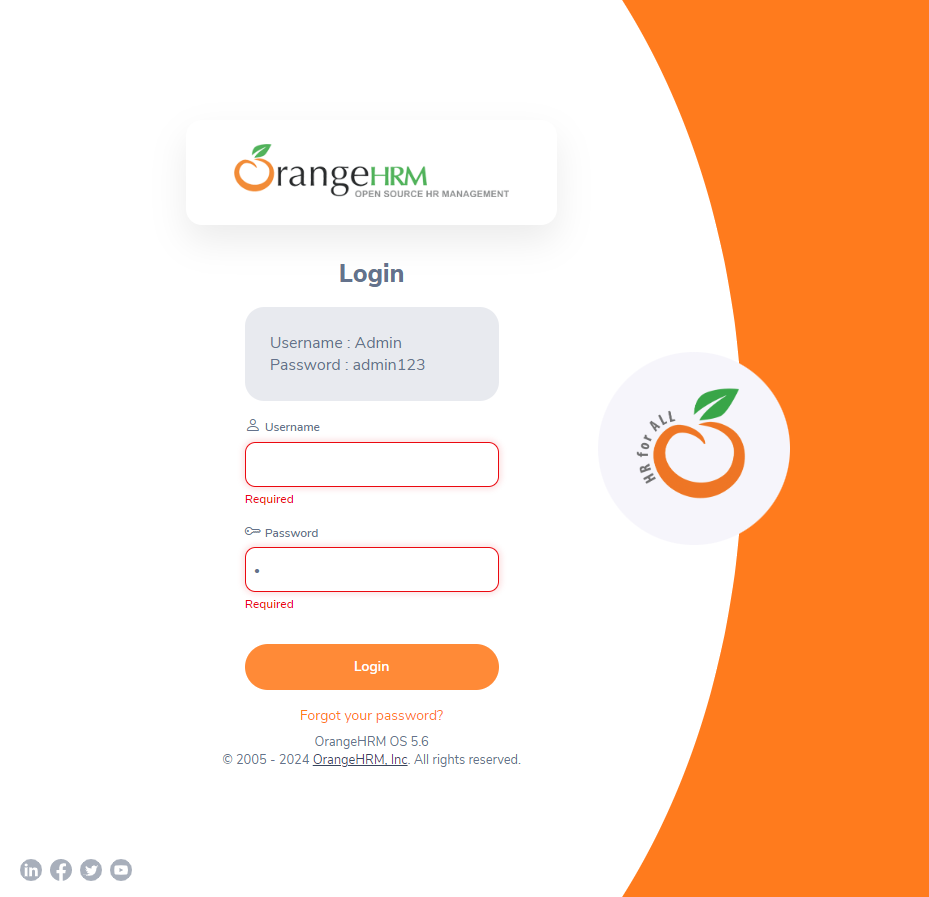 OrangeHRM
OPEN SOURCE HR MANAGEMENT
Login
Username : Admin
Password : admin123
Username
Required
Password
•
Required
Login
Forgot your password?
OrangeHRM OS 5.6
© 2005 - 2024 OrangeHRM, Inc. All rights reserved.
HR for ALL
in